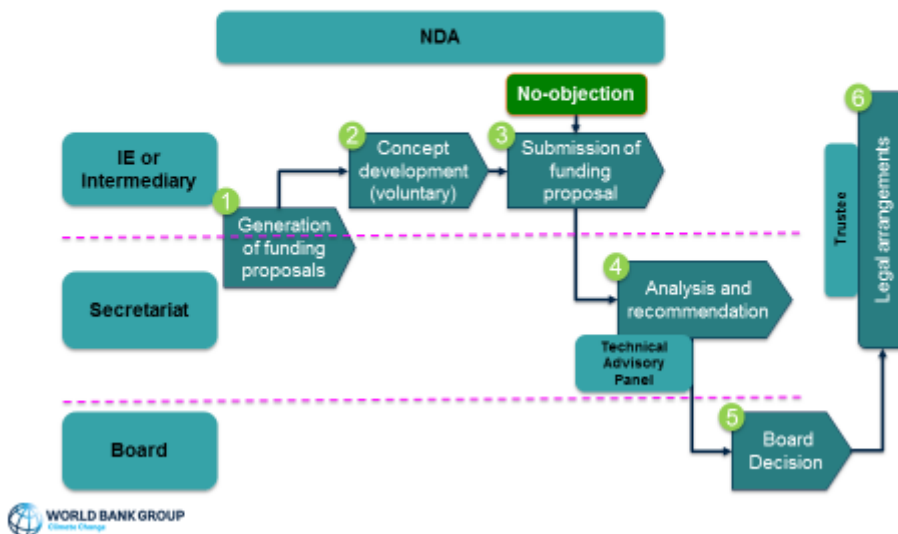 NDA
No-objection
6
IE or
Intermediary
2
Concept
development
(voluntary)
3
Submission of
funding
proposal
1
Generation
of funding
proposals
Trustee
Legal arrangements
Secretariat
4
Analysis and
recommendation
Technical
Advisory
Panel
Board
5
Board
Decision
WORLD BANK GROUP
Climate Change